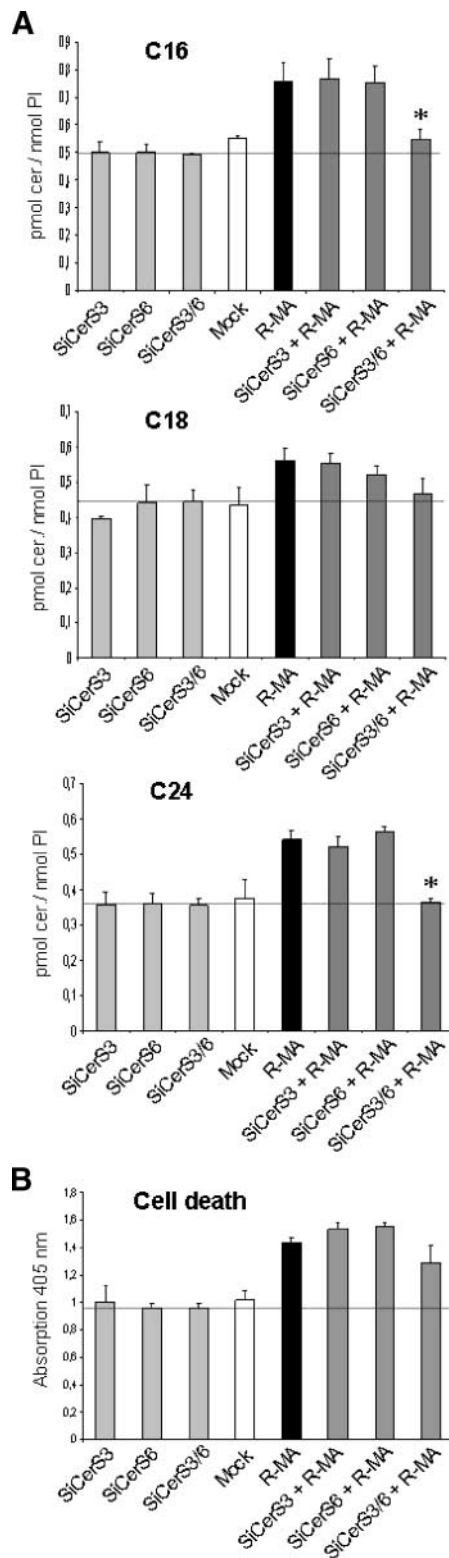 A
C16
pmol cer./ nmol PI
0,9
0,8
0,7
0,6
0,5
0,4
0,3
0,2
0,1
0
SiCerS3
SiCerS6
SiCerS3/6
Mock
R-MA
SiCerS3 + R-MA
SiCerS6 + R-MA
SiCerS3/6 + R-MA
*
C18
pmol cer./ nmol PI
0,7
0,6
0,5
0,4
0,3
0,2
0,1
0
SiCerS3
SiCerS6
SiCerS3/6
Mock
R-MA
SiCerS3 + R-MA
SiCerS6 + R-MA
SiCerS3/6 + R-MA
C24
pmol cer./ nmol PI
0,7
0,6
0,5
0,4
0,3
0,2
0,1
0
SiCerS3
SiCerS6
SiCerS3/6
Mock
R-MA
SiCerS3 + R-MA
SiCerS6 + R-MA
SiCerS3/6 + R-MA
*
B
Cell death
Absorption 405 nm
1,8
1,6
1,4
1,2
1
0,8
0,6
0,4
0,2
0
SiCerS3
SiCerS6
SiCerS3/6
Mock
R-MA
SiCerS3 + R-MA
SiCerS6 + R-MA
SiCerS3/6 + R-MA